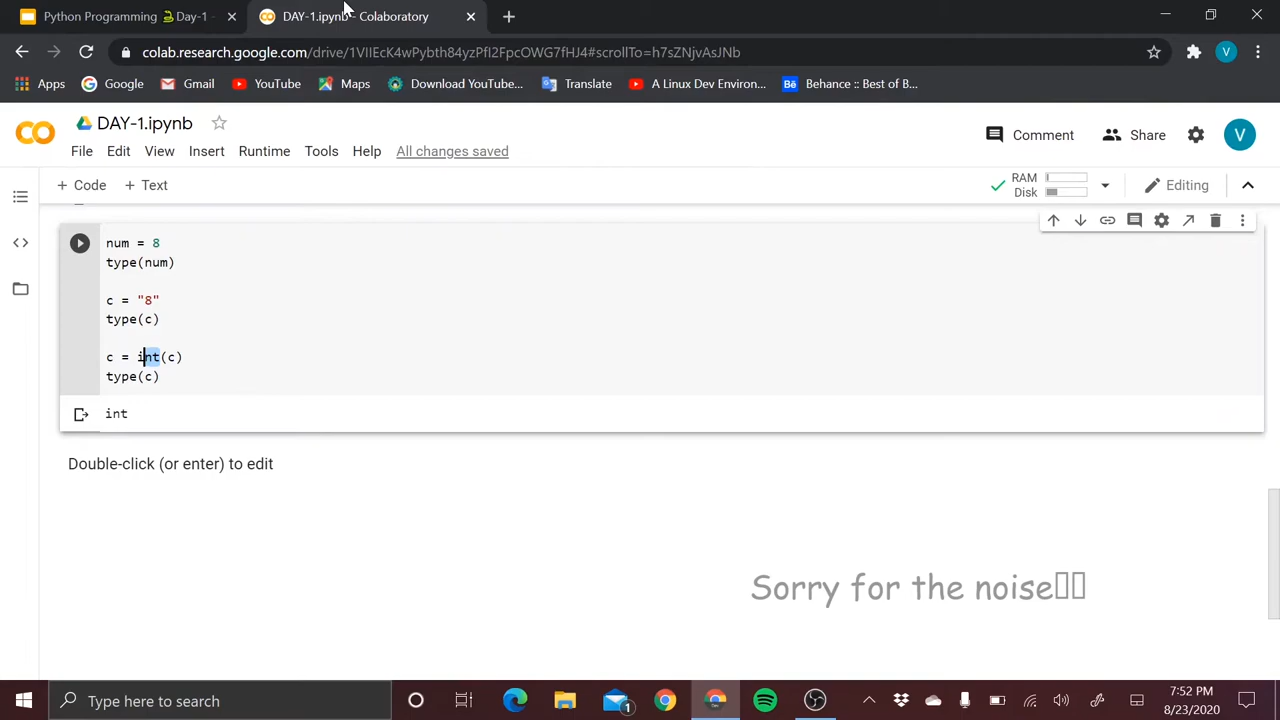 Python Programming 🐍Day-1 -
DAY-1.ipynb - Colaboratory
colab.research.google.com/drive/1VIIEcK4wPybth84yzPfl2FpcOWG7fHJ4#scrollTo=h7sZNjvAsJNb
V
Apps Google Gmail YouTube Maps Download YouTube... Translate A Linux Dev Environ... Bē Behance :: Best of B...
DAY-1.ipynb
Comment Share V
File Edit View Insert Runtime Tools Help All changes saved
+ Code + Text
RAM
Disk
Editing
num = 8
type(num)
c = "8"
type(c)
c = int(c)
type(c)
int
Double-click (or enter) to edit
Sorry for the noise
Type here to search
1
7:52 PM
8/23/2020